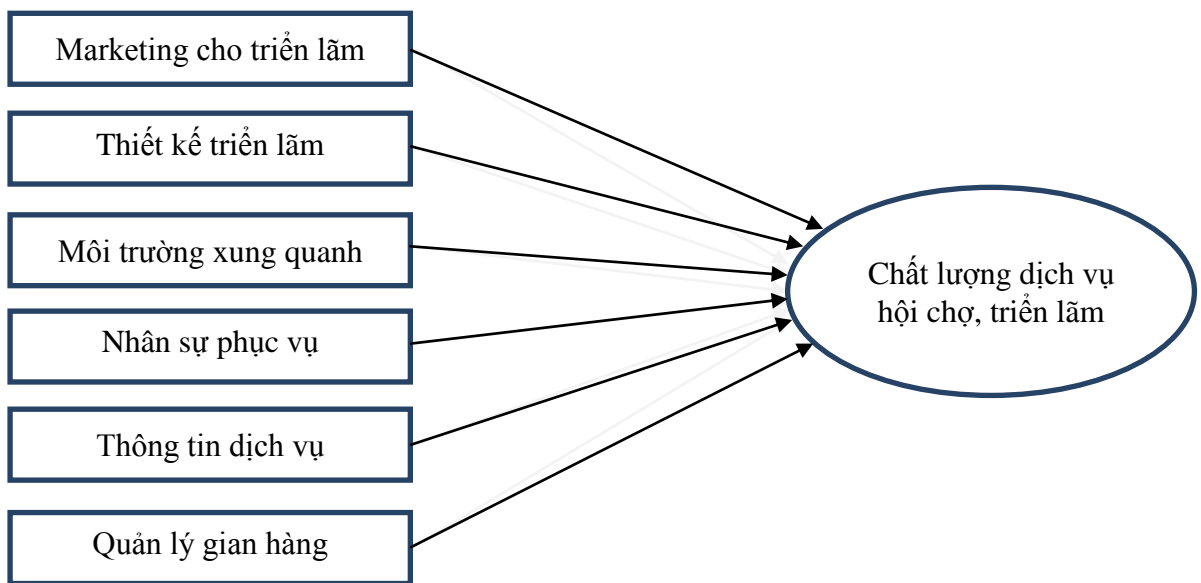 Marketing cho triển lãm
Thiết kế triển lãm
Môi trường xung quanh
Nhân sự phục vụ
Thông tin dịch vụ
Quản lý gian hàng
Chất lượng dịch vụ
hội chợ, triển lãm